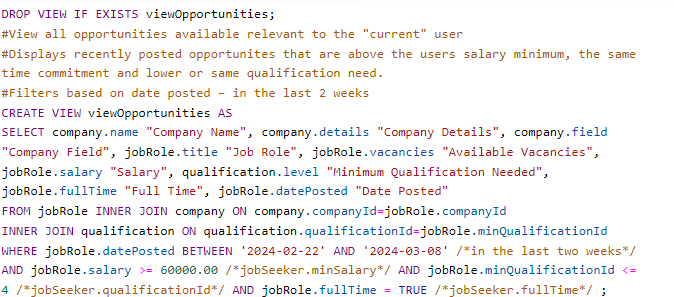 DROP VIEW IF EXISTS viewOpportunities;
#View all opportunities available relevant to the "current" user
#Displays recently posted opportunites that are above the users salary minimum, the same
time commitment and lower or same qualification need.
#Filters based on date posted – in the last 2 weeks
CREATE VIEW viewOpportunities AS
SELECT company.name "Company Name", company.details "Company Details", company.field
"Company Field", jobRole.title "Job Role", jobRole.vacancies "Available Vacancies",
jobRole.salary "Salary", qualification.level "Minimum Qualification Needed",
jobRole.fullTime "Full Time", jobRole.datePosted "Date Posted"
FROM jobRole INNER JOIN company ON company.companyId=jobRole.companyId
INNER JOIN qualification ON qualification.qualificationId=jobRole.minQualificationId
WHERE jobRole.datePosted BETWEEN '2024-02-22' AND '2024-03-08' /*in the last two weeks*/
AND jobRole.salary >= 60000.00 /*jobSeeker.minSalary*/ AND jobRole.minQualificationId <=
4 /*jobSeeker.qualificationId*/ AND jobRole.fullTime = TRUE /*jobSeeker.fullTime*/ ;